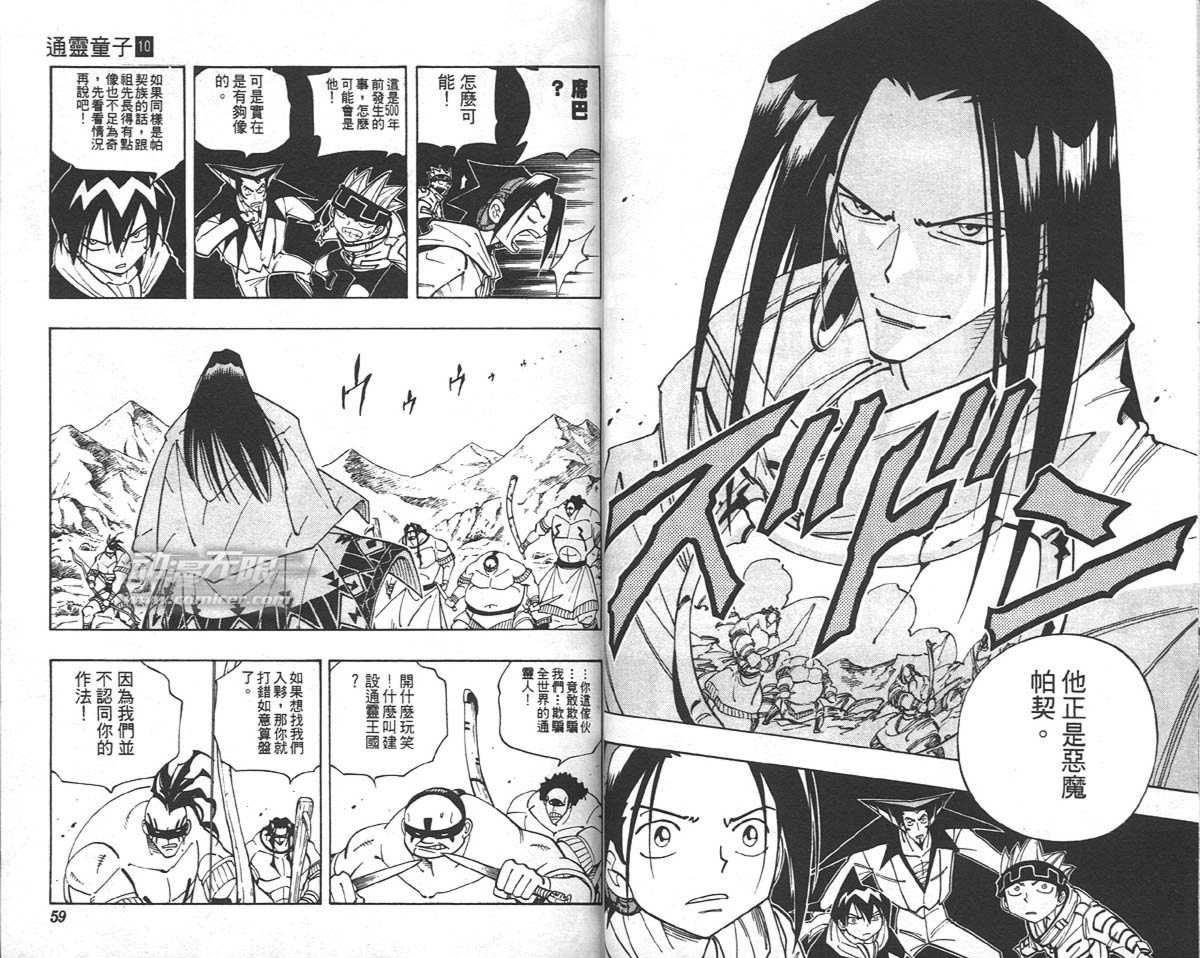 ズドドン
他正是惡魔
帕契。
通靈童子 10
席巴
?
怎麼可
能!
這是500年
前發生的
事,怎麼
可能會是
他!
可是實在
是有夠像
的。
如果同樣是帕
契族的話,跟
祖先長得有點
像也不足為奇
,先看看情況
再說吧!
ウゥウゥ
动漫无限
www.comicer.com
…你這傢伙
…竟敢欺騙
我們…欺騙
全世界的通
靈人!
開什麼玩笑
!什麼叫建
設通靈王國
?
如果想找我們
入夥,那你就
打錯如意算盤
了。
因為我們並
不認同你的
作法!
59